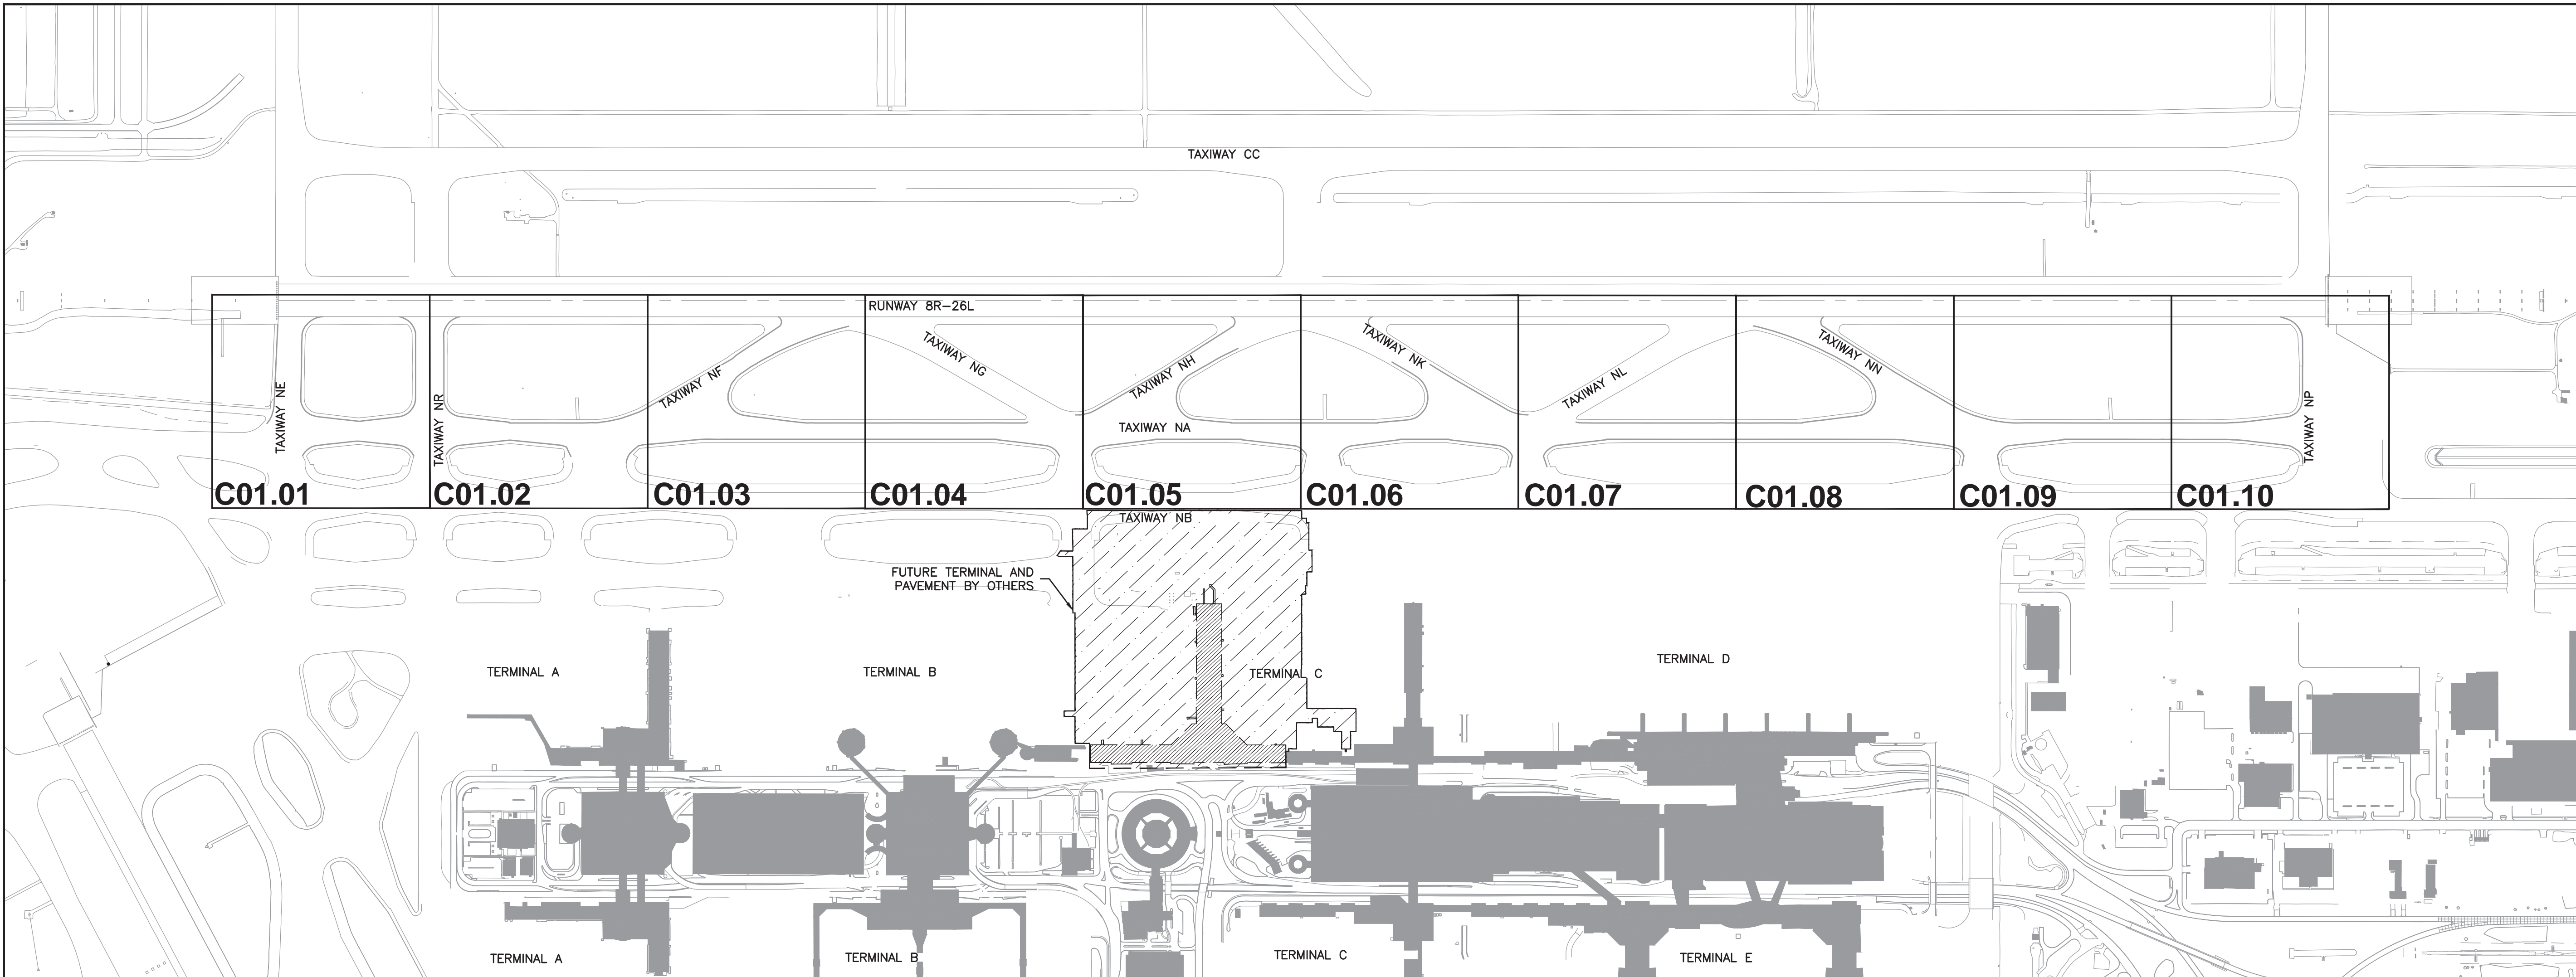 TAXIWAY CC
RUNWAY 8R-26L
TAXIWAY NE
TAXIWAY NR
TAXIWAY NF
TAXIWAY NG
TAXIWAY NH
TAXIWAY NK
TAXIWAY NL
TAXIWAY NN
TAXIWAY NP
TAXIWAY NA
C01.01
C01.02
C01.03
C01.04
C01.05
C01.06
C01.07
C01.08
C01.09
C01.10
TAXIWAY NB
FUTURE TERMINAL AND
PAVEMENT BY OTHERS
TERMINAL A
TERMINAL B
TERMINAL C
TERMINAL D
TERMINAL A
TERMINAL B
TERMINAL C
TERMINAL E